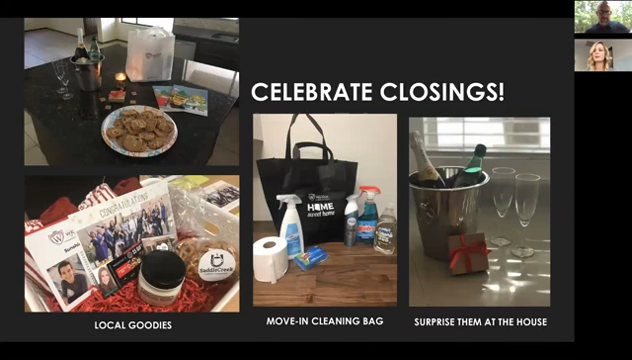 CELEBRATE CLOSINGS!
CONGRATULATIONS
SaddleCreek
HOME
sweet home
LOCAL GOODIES
MOVE-IN CLEANING BAG
SURPRISE THEM AT THE HOUSE